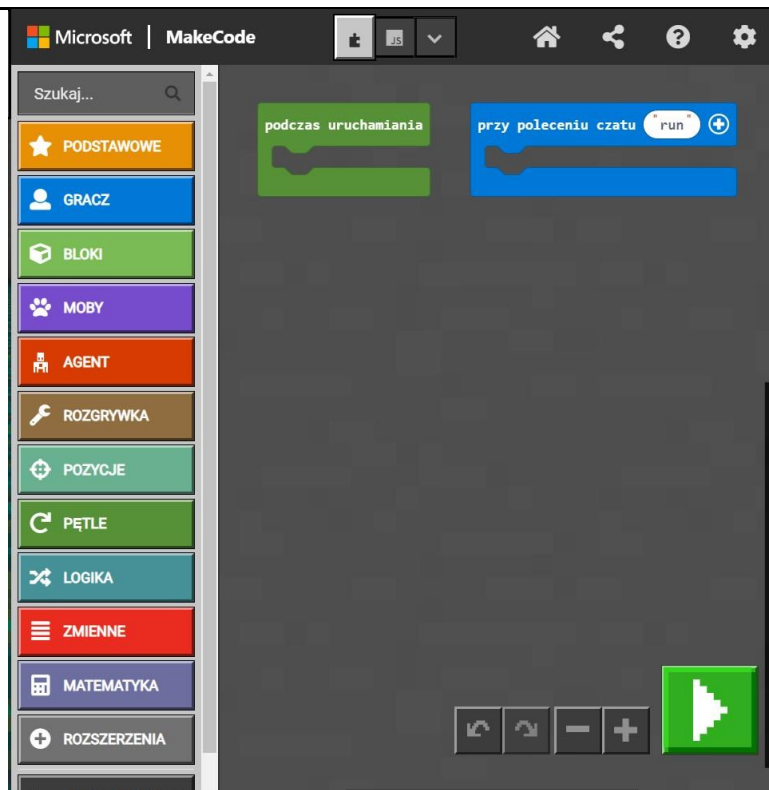 Microsoft | MakeCode
JS
Szukaj...
PODSTAWOWE
GRACZ
BLOKI
MOBY
AGENT
ROZGRYWKA
POZYCJE
PĘTLE
LOGIKA
ZMIENNE
MATEMATYKA
ROZSZERZENIA
podczas uruchamiania
przy poleceniu czatu "run"